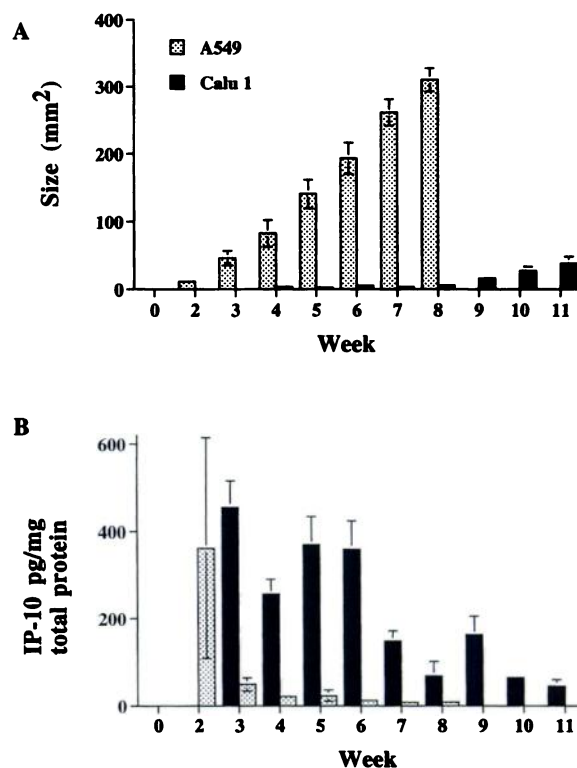 A
400
300
200
100
0
Size (mm²)
A549
Calu 1
0 2 3 4 5 6 7 8 9 10 11
Week
B
600
400
200
0
IP-10 pg/mg
total protein
0 2 3 4 5 6 7 8 9 10 11
Week